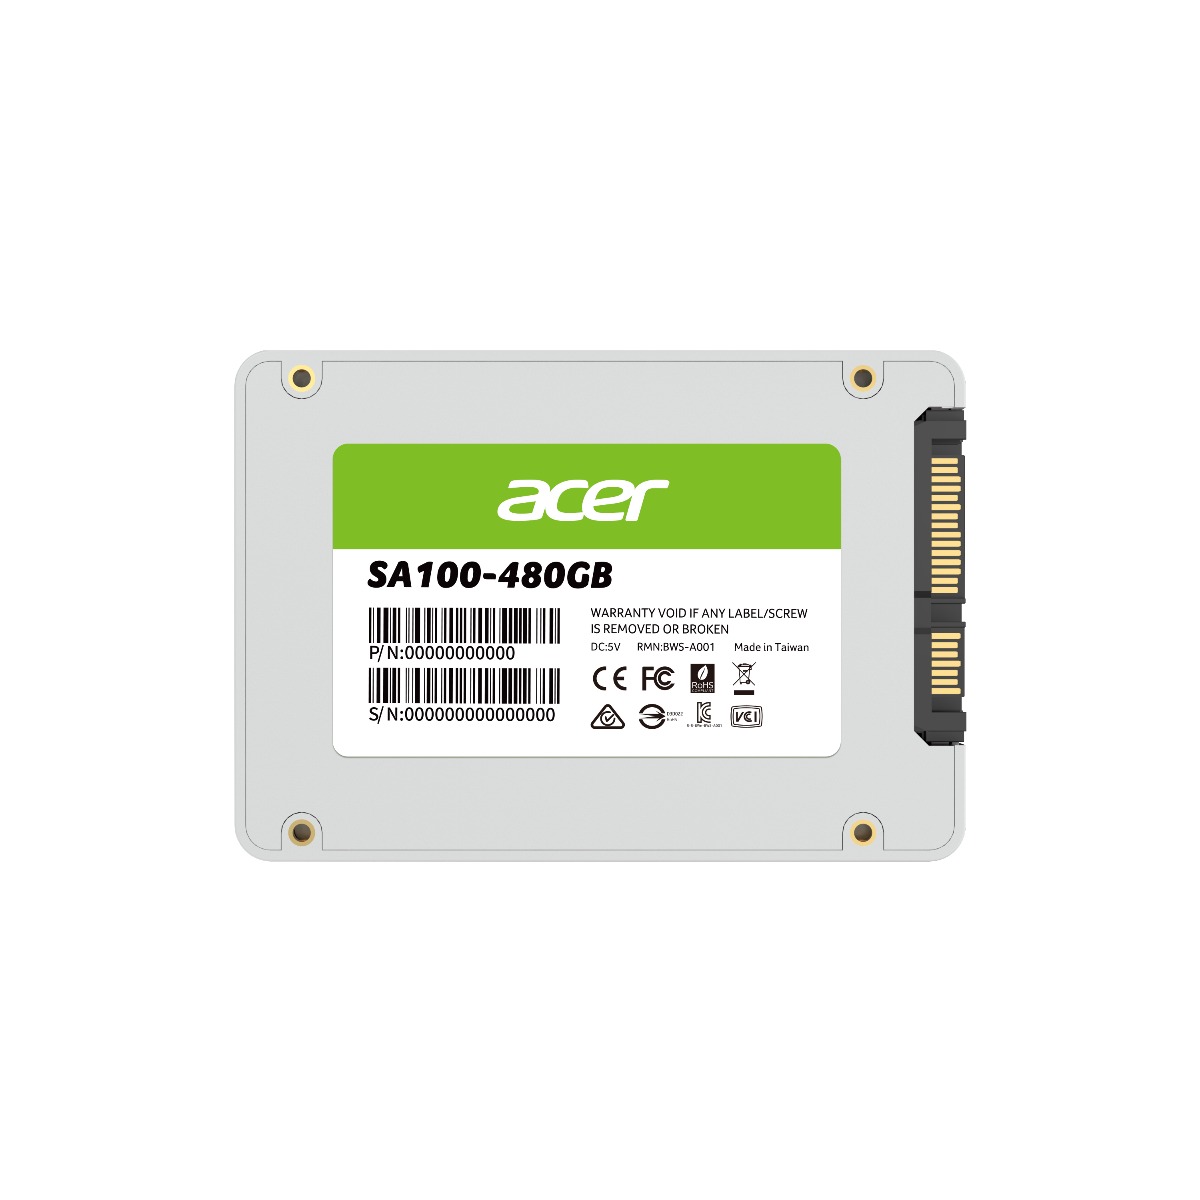 acer
SA100-480GB
P/N:00000000000
S/N:000000000000000
WARRANTY VOID IF ANY LABEL/SCREW
IS REMOVED OR BROKEN
DC:5V RMN:BWS-A001 Made in Taiwan
CE FC RoHS
VCI